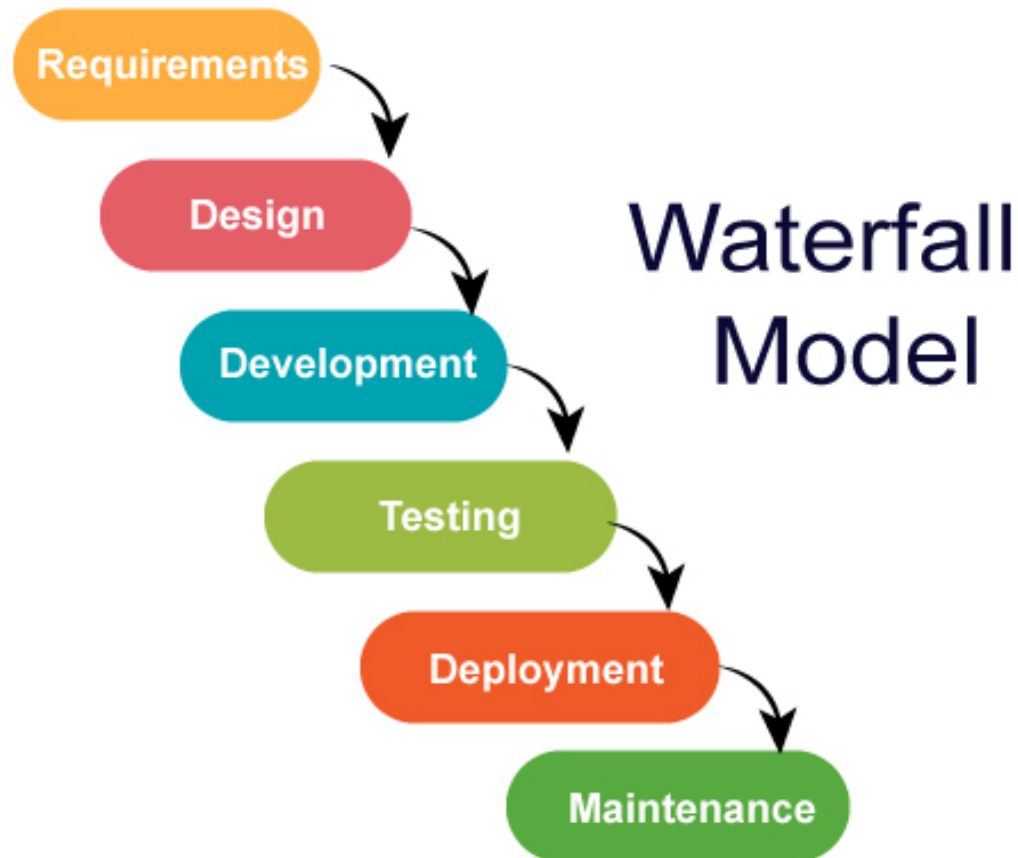 Requirements
Design
Waterfall
Model
Development
Testing
Deployment
Maintenance